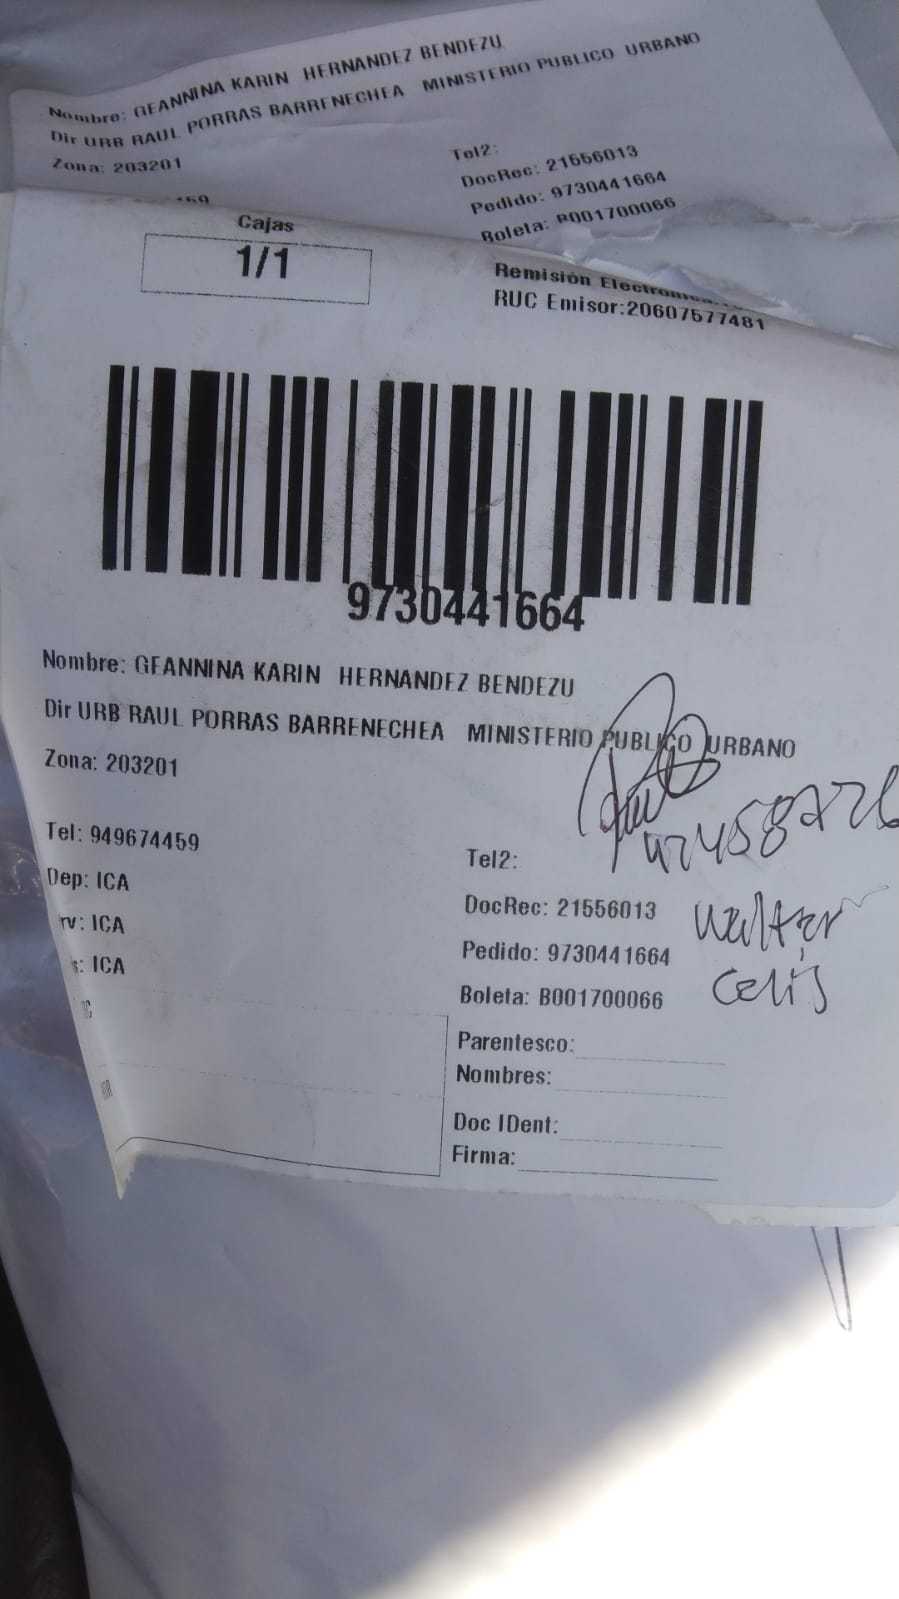 Nombre: GEANNINA KARIN HERNANDEZ BENDEZU
Dir URB RAUL PORRAS BARRENECHEA MINISTERIO PUBLICO URBANO
Zona: 203201
Tel2:
DocRec: 21556013
Pedido: 9730441664
Boleta: B001700066
Cajas
1/1
Remisión
RUC Emisor:20607577481
9730441664
Nombre: GEANNINA KARIN HERNANDEZ BENDEZU
Dir URB RAUL PORRAS BARRENECHEA MINISTERIO PUBLICO URBANO
Zona: 203201
Tel: 949674459
Dep: ICA
rv: ICA
s: ICA
Tel2:
DocRec: 21556013
Pedido: 9730441664
Boleta: B001700066
Walter
Celis
Parentesco:
Nombres:
Doc IDent:
Firma: